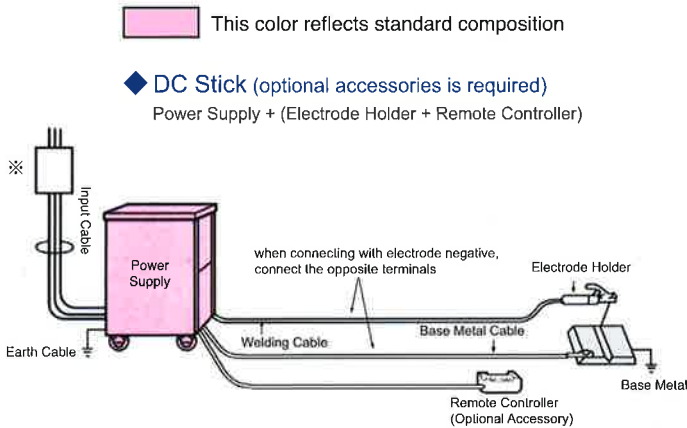 This color reflects standard composition
◆ DC Stick (optional accessories is required)
Power Supply + (Electrode Holder + Remote Controller)
※
Input Cable
Power
Supply
when connecting with electrode negative,
connect the opposite terminals
Electrode Holder
Welding Cable
Base Metal Cable
Earth Cable
Base Metal
Remote Controller
(Optional Accessory)